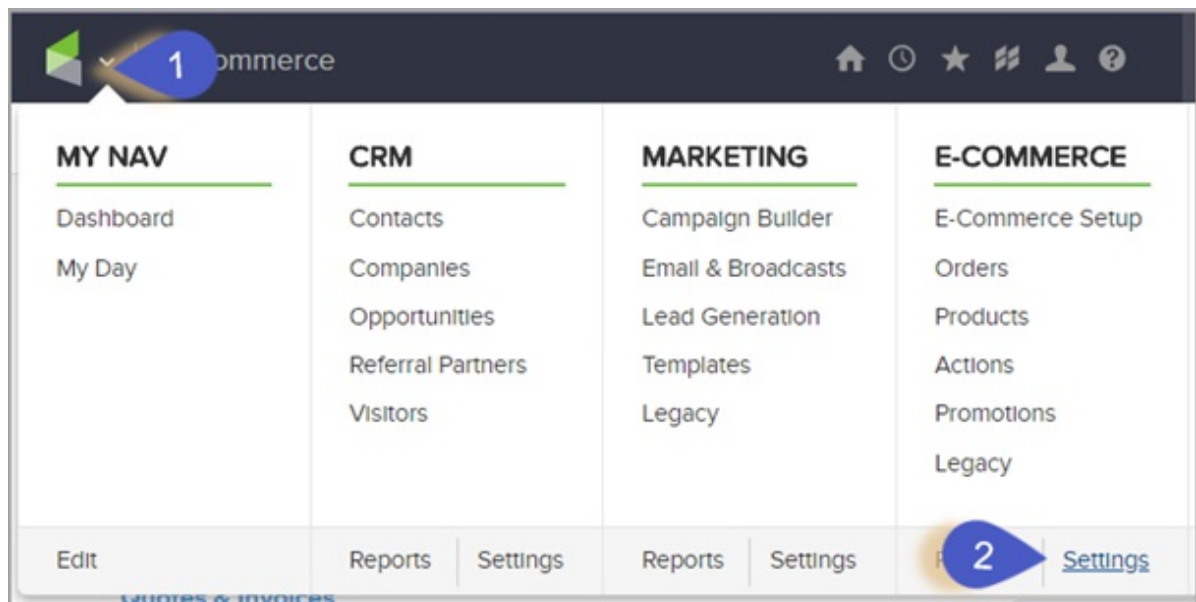 1 ommerce
MY NAV
Dashboard
My Day
CRM
Contacts
Companies
Opportunities
Referral Partners
Visitors
MARKETING
Campaign Builder
Email & Broadcasts
Lead Generation
Templates
Legacy
E-COMMERCE
E-Commerce Setup
Orders
Products
Actions
Promotions
Legacy
Edit
Reports Settings
Reports Settings
2 Settings
Quotes & Invoices